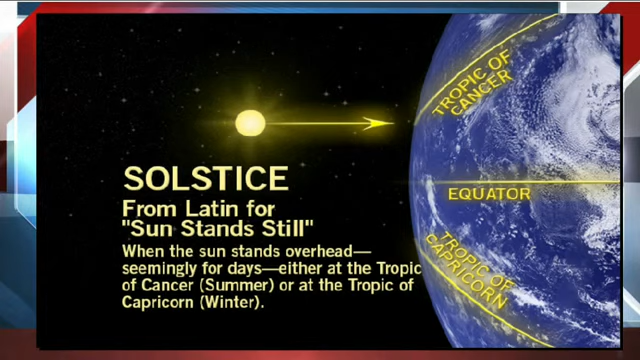 TROPIC OF
CANCER
SOLSTICE
From Latin for
"Sun Stands Still"
EQUATOR
When the sun stands overhead—
seemingly for days—either at the Tropic
of Cancer (Summer) or at the Tropic of
Capricorn (Winter).
TROPIC OF
CAPRICORN